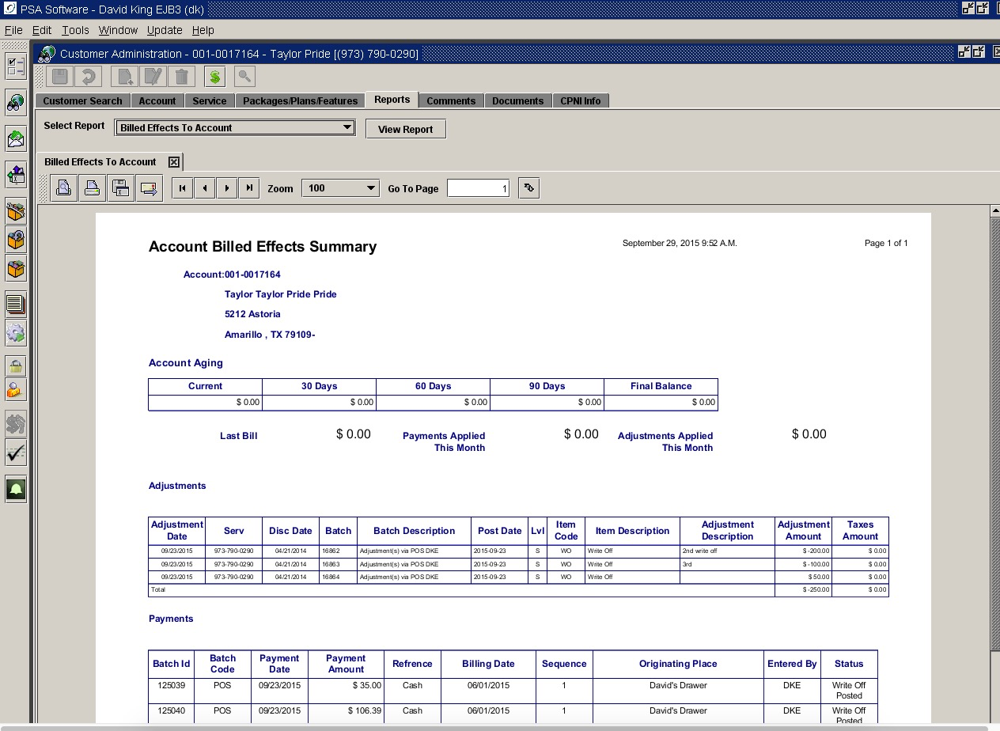 PSA Software - David King EJB3 (dk)
File Edit Tools Window Update Help
Customer Administration - 001-0017164 - Taylor Pride [(973) 790-0290]
Customer Search Account Service Packages/Plans/Features Reports Comments Documents CPNI Info
Select Report Billed Effects To Account View Report
Billed Effects To Account
Zoom 100 Go To Page 1
Account Billed Effects Summary September 29, 2015 9:52 A.M. Page 1 of 1
Account:001-0017164
Taylor Taylor Pride Pride
5212 Astoria
Amarillo , TX 79109-
Account Aging
Current 30 Days 60 Days 90 Days Final Balance
$ 0.00 $ 0.00 $ 0.00 $ 0.00 $ 0.00
Last Bill $ 0.00 Payments Applied $ 0.00 Adjustments Applied $ 0.00
This Month This Month
Adjustments
Adjustment Date Serv Disc Date Batch Batch Description Post Date Lvl Item Code Item Description Adjustment Description Adjustment Amount Taxes Amount
09/23/2015 973-790-0290 04/21/2014 16862 Adjustment(s) via POS DKE 2015-09-23 S WO Write Off 2nd write off $ -200.00 $ 0.00
09/23/2015 973-790-0290 04/21/2014 16863 Adjustment(s) via POS DKE 2015-09-23 S WO Write Off 3rd $ -100.00 $ 0.00
09/23/2015 973-790-0290 04/21/2014 16864 Adjustment(s) via POS DKE 2015-09-23 S WO Write Off $ 50.00 $ 0.00
Total $ -250.00 $ 0.00
Payments
Batch Id Batch Code Payment Date Payment Amount Refrence Billing Date Sequence Originating Place Entered By Status
125039 POS 09/23/2015 $ 35.00 Cash 06/01/2015 1 David's Drawer DKE Write Off
Posted
125040 POS 09/23/2015 $ 106.39 Cash 06/01/2015 1 David's Drawer DKE Write Off
Posted